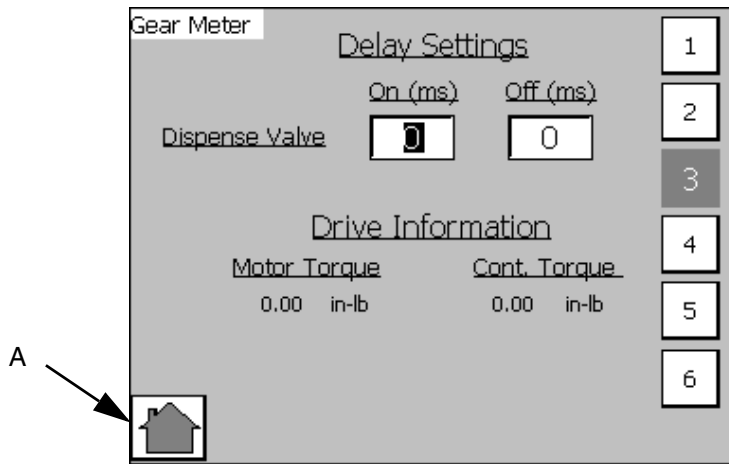 Gear Meter
Delay Settings
1
On (ms) Off (ms)
2
Dispense Valve 0 0
3
Drive Information
4
Motor Torque Cont. Torque
0.00 in-lb 0.00 in-lb
5
A
6